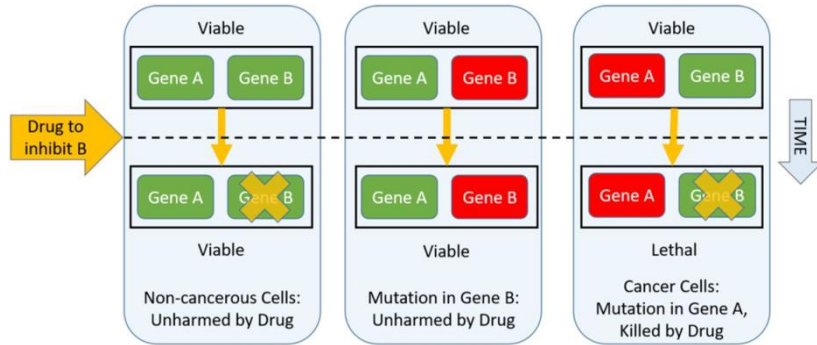 Viable
Viable
Viable
Gene A
Gene B
Gene A
Gene B
Gene A
Gene B
Drug to
inhibit B
TIME
Gene A
Gene B
Gene A
Gene B
Gene A
Gene B
Viable
Viable
Lethal
Non-cancerous Cells:
Unharmed by Drug
Mutation in Gene B:
Unharmed by Drug
Cancer Cells:
Mutation in Gene A,
Killed by Drug